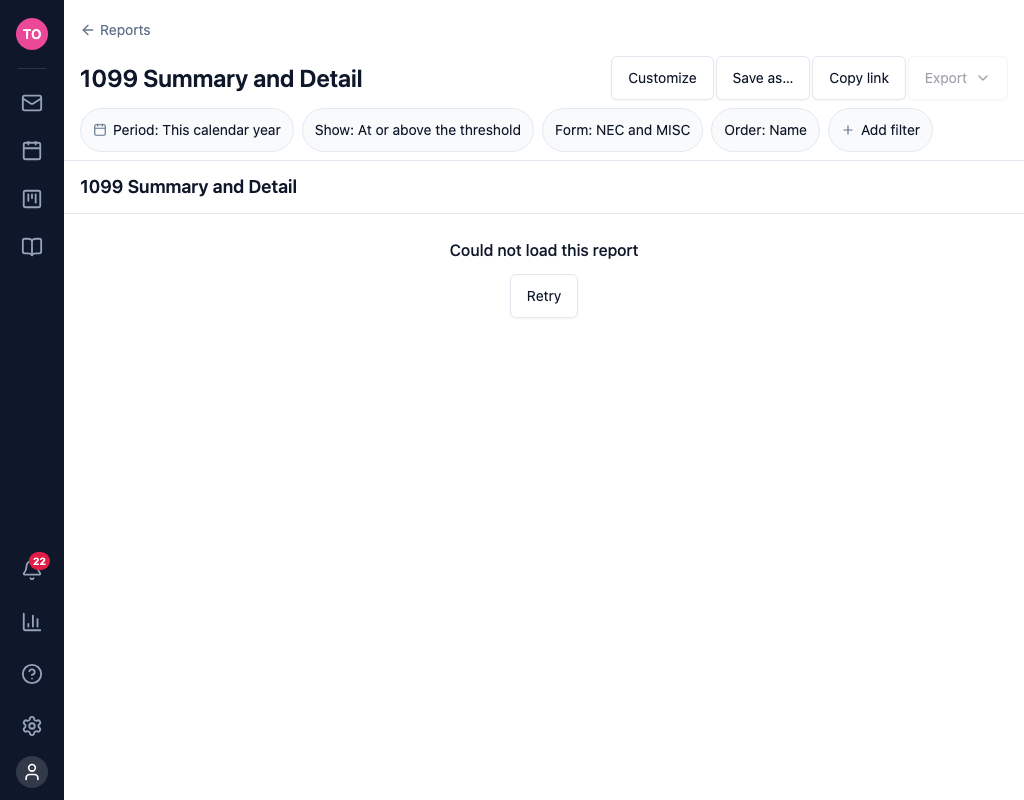 TO
Reports
1099 Summary and Detail
Customize
Save as...
Copy link
Export
Period: This calendar year
Show: At or above the threshold
Form: NEC and MISC
Order: Name
Add filter
1099 Summary and Detail
Could not load this report
Retry
22